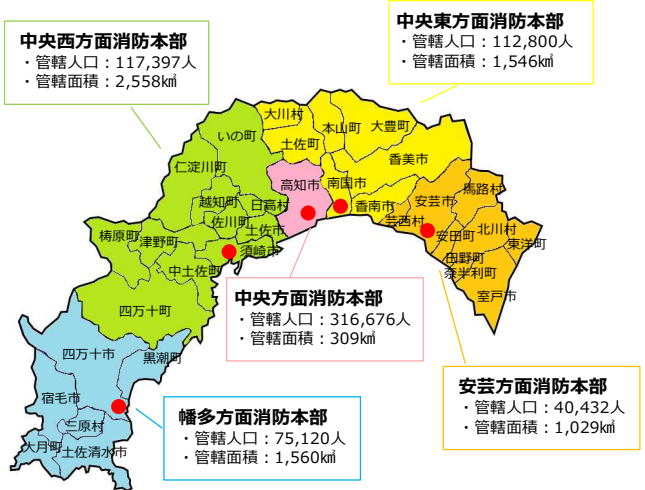 中央西方面消防本部
・管轄人口：117,397人
・管轄面積：2,558㎢
中央東方面消防本部
・管轄人口：112,800人
・管轄面積：1,546㎢
大川村
本山町
大豊町
いの町
土佐町
香美市
仁淀川町
高知市
南国市
馬路村
越知町
日高村
香南市
安芸市
佐川町
芸西村
北川村
梼原町
津野町
土佐市
安田町
東洋町
須崎市
田野町
中土佐町
奈半利町
室戸市
四万十町
中央方面消防本部
・管轄人口：316,676人
・管轄面積：309㎢
四万十市
黒潮町
宿毛市
三原村
大月町
土佐清水市
幡多方面消防本部
・管轄人口：75,120人
・管轄面積：1,560㎢
安芸方面消防本部
・管轄人口：40,432人
・管轄面積：1,029㎢